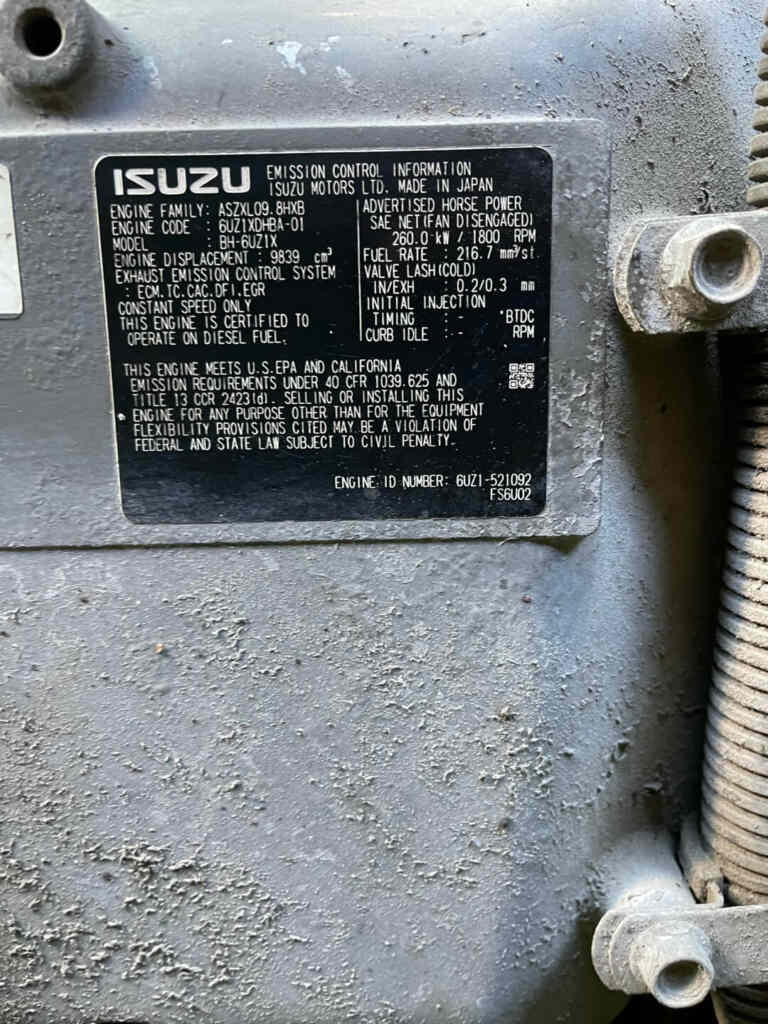 ISUZU EMISSION CONTROL INFORMATION
ISUZU MOTORS LTD. MADE IN JAPAN
ENGINE FAMILY: ASZXL09.8HXB
ENGINE CODE : 6UZ1XDHBA-01
MODEL : BH-6UZ1X
ENGINE DISPLACEMENT : 9839 cm³
EXHAUST EMISSION CONTROL SYSTEM
: ECM.TC.CAC.DFI.EGR
CONSTANT SPEED ONLY
THIS ENGINE IS CERTIFIED TO
OPERATE ON DIESEL FUEL.
ADVERTISED HORSE POWER
SAE NET(FAN DISENGAGED)
260.0 kW / 1800 RPM
FUEL RATE : 216.7 mm³/st
VALVE LASH(COLD)
IN/EXH : 0.2/0.3 mm
INITIAL INJECTION
TIMING : - °BTDC
CURB IDLE : - RPM
THIS ENGINE MEETS U.S.EPA AND CALIFORNIA
EMISSION REQUIREMENTS UNDER 40 CFR 1039.625 AND
TITLE 13 CCR 2423(d). SELLING OR INSTALLING THIS
ENGINE FOR ANY PURPOSE OTHER THAN FOR THE EQUIPMENT
FLEXIBILITY PROVISIONS CITED MAY BE A VIOLATION OF
FEDERAL AND STATE LAW SUBJECT TO CIVIL PENALTY.
ENGINE ID NUMBER: 6UZ1-521092
FS6U02